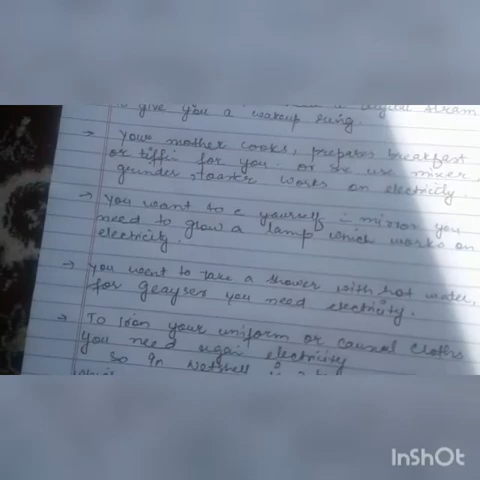 give you a wakeup ring.
→ Your mother cooks, prepares breakfast
or tiffin for you. or she use mixer,
grinder, toaster works on electricity.
→ You want to c yourself in mirror you
need to glow a lamp which works on
electricity.
→ You want to take a shower with hot water,
for geayser you need electricity.
→ To iron your uniform or causal cloths
you need again electricity
so In Nutshell
InShOt